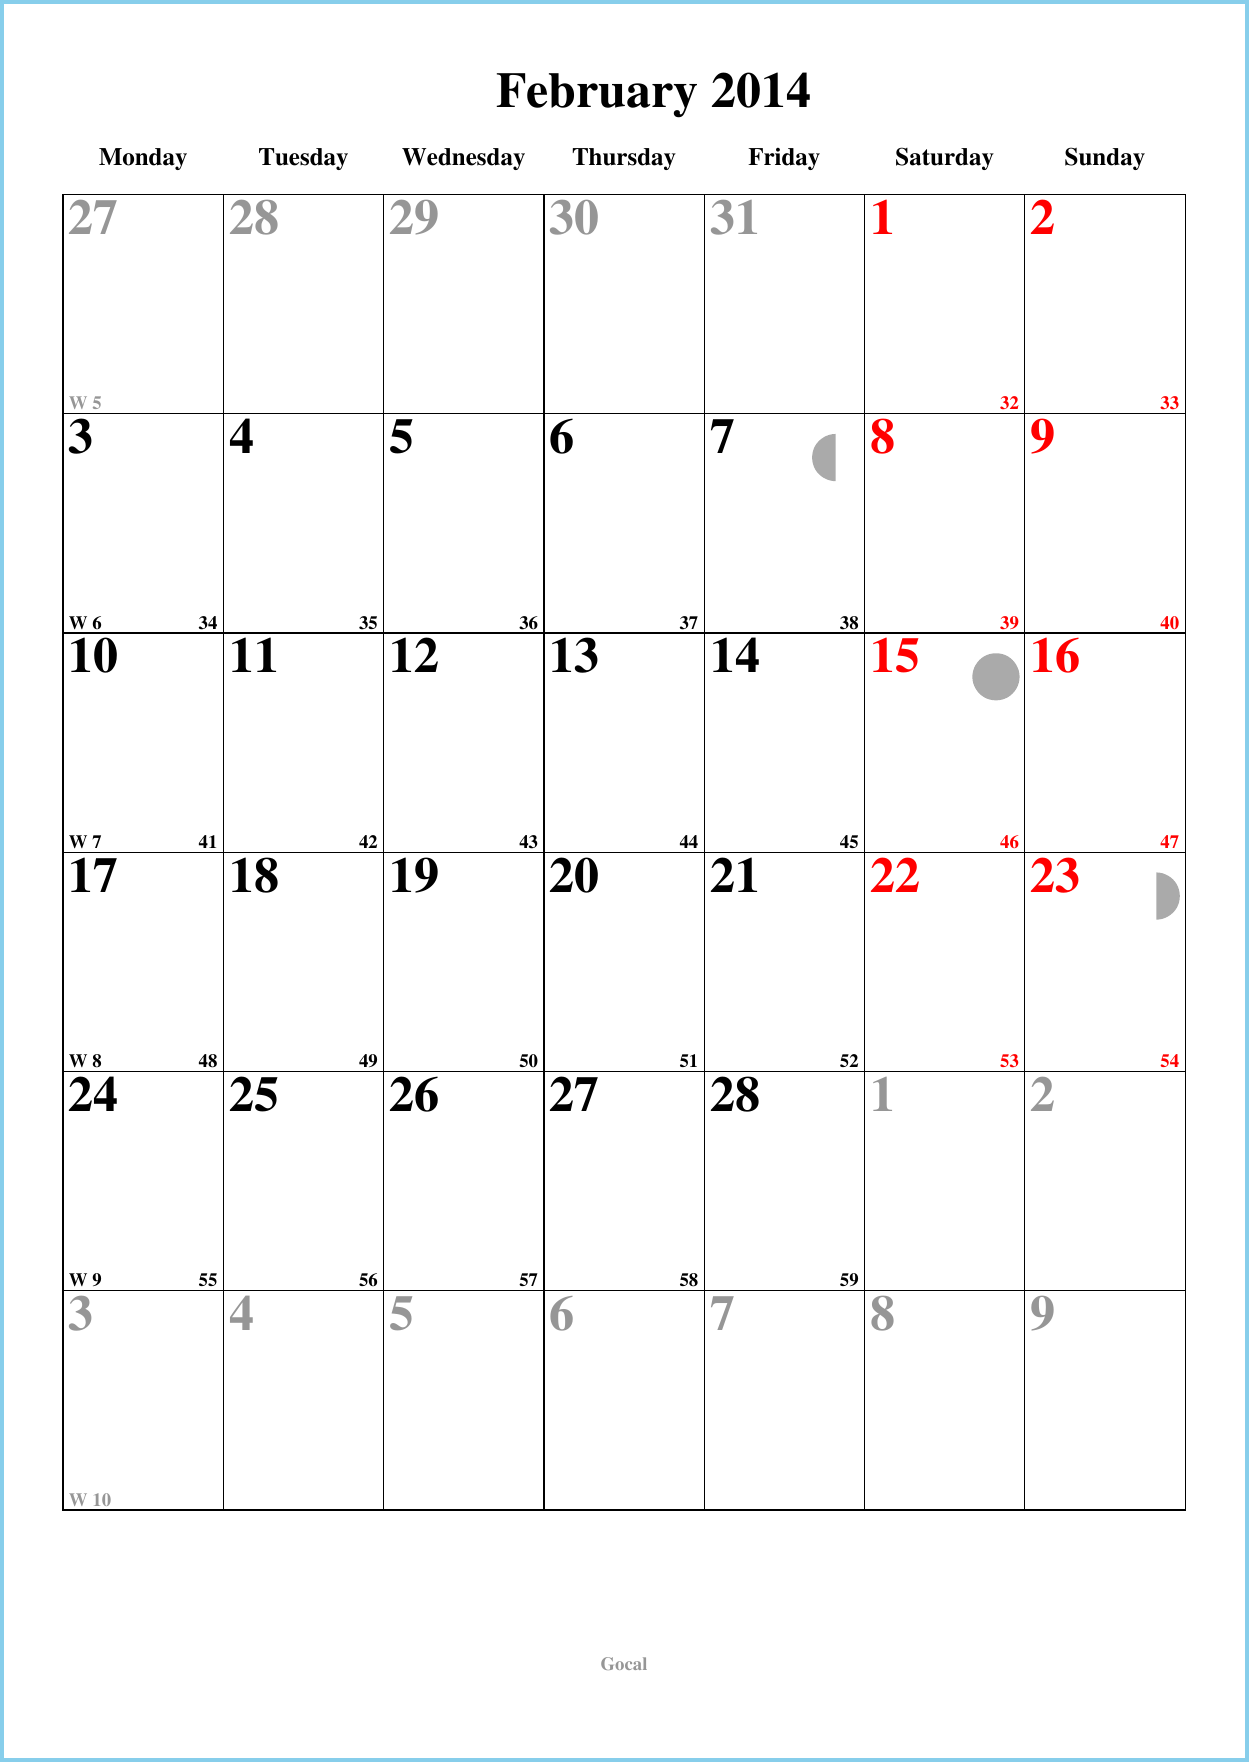 February 2014
Monday Tuesday Wednesday Thursday Friday Saturday Sunday
27 28 29 30 31 1 2
W 5 32 33
3 4 5 6 7 8 9
W 6 34 35 36 37 38 39 40
10 11 12 13 14 15 16
W 7 41 42 43 44 45 46 47
17 18 19 20 21 22 23
W 8 48 49 50 51 52 53 54
24 25 26 27 28 1 2
W 9 55 56 57 58 59
3 4 5 6 7 8 9
W 10
Gocal